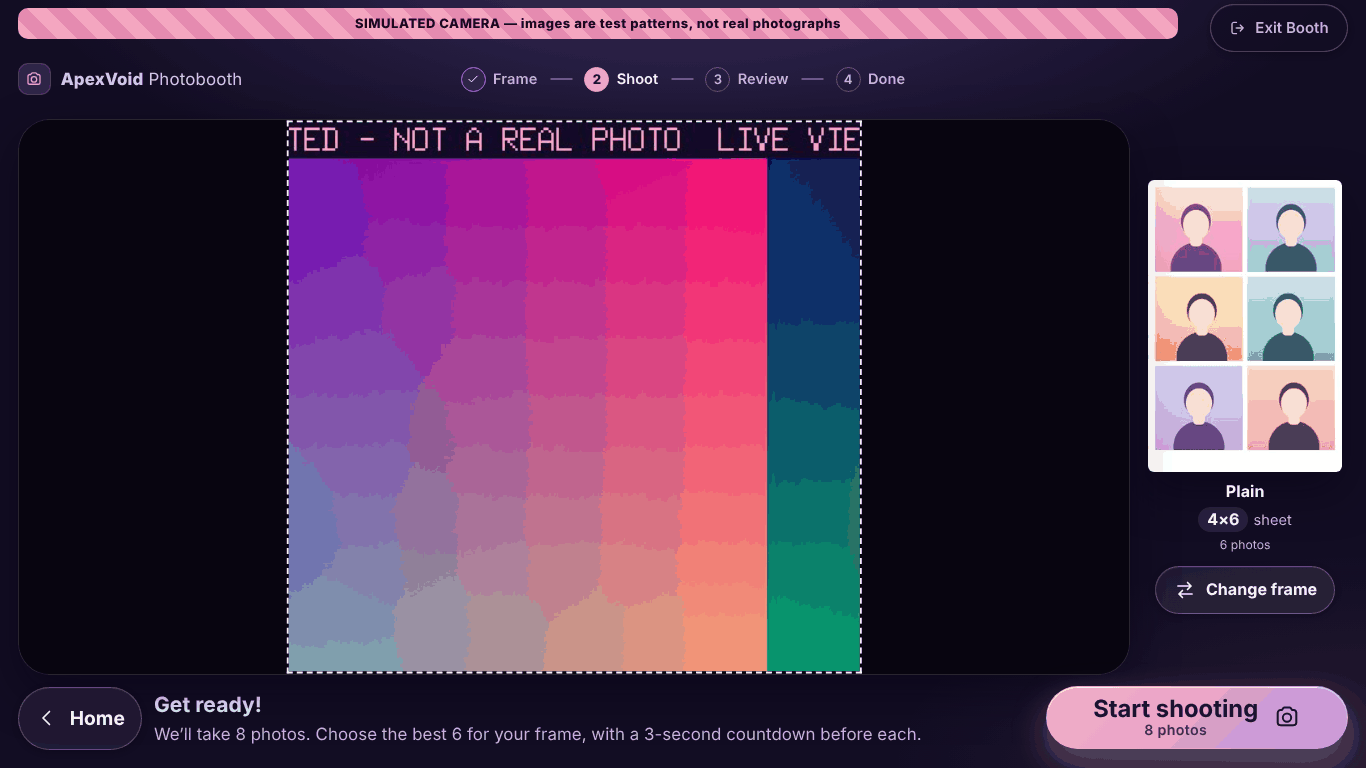 SIMULATED CAMERA — images are test patterns, not real photographs
Exit Booth
ApexVoid Photobooth
Frame
2 Shoot
3 Review
4 Done
TED - NOT A REAL PHOTO LIVE VIE
Plain
4×6 sheet
6 photos
Change frame
Home
Get ready!
We’ll take 8 photos. Choose the best 6 for your frame, with a 3-second countdown before each.
Start shooting
8 photos